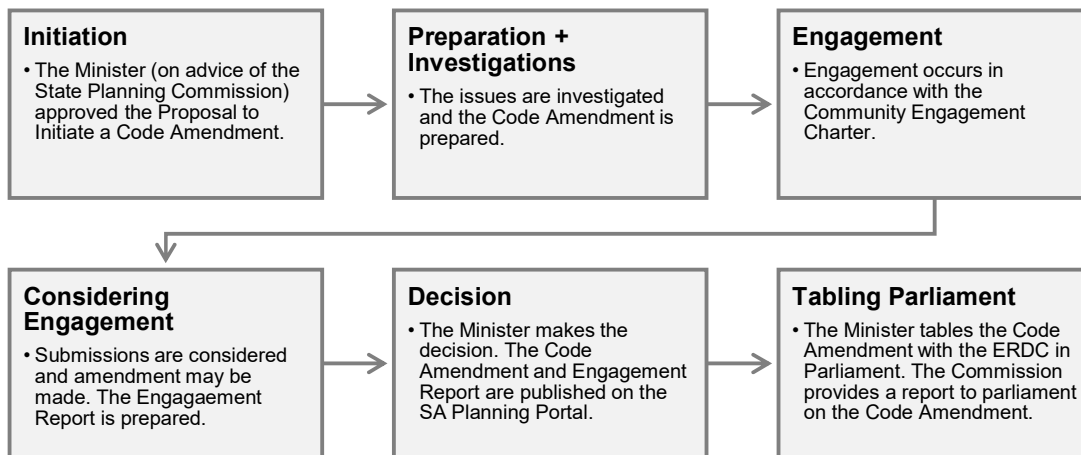 Initiation
• The Minister (on advice of the
State Planning Commission)
approved the Proposal to
Initiate a Code Amendment.
Preparation +
Investigations
• The issues are investigated
and the Code Amendment is
prepared.
Engagement
• Engagement occurs in
accordance with the
Community Engagement
Charter.
Considering
Engagement
• Submissions are considered
and amendment may be
made. The Engagaement
Report is prepared.
Decision
• The Minister makes the
decision. The Code
Amendment and Engagement
Report are published on the
SA Planning Portal.
Tabling Parliament
• The Minister tables the Code
Amendment with the ERDC in
Parliament. The Commission
provides a report to parliament
on the Code Amendment.